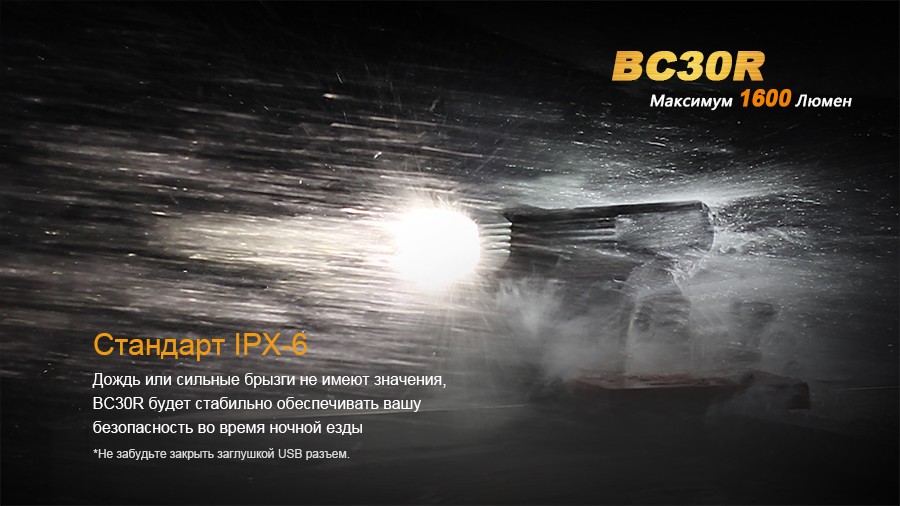 BC30R
Максимум 1600 Люмен
Стандарт IPX-6
Дождь или сильные брызги не имеют значения,
BC30R будет стабильно обеспечивать вашу
безопасность во время ночной езды
*Не забудьте закрыть заглушкой USB разъем.